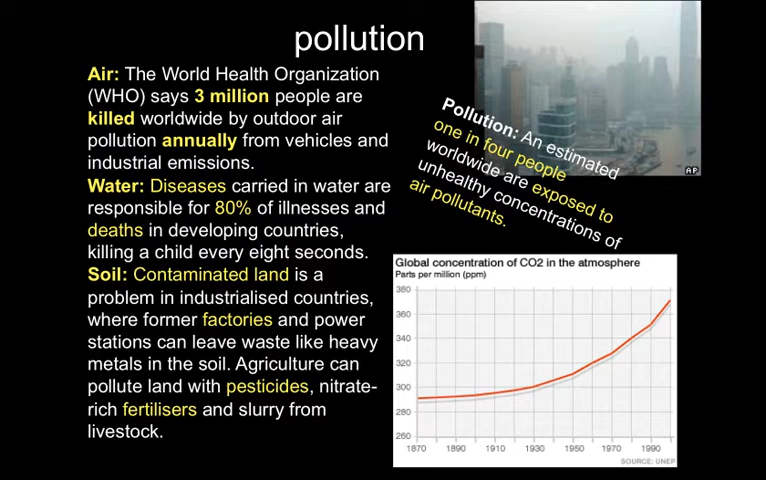 pollution
Air: The World Health Organization
(WHO) says 3 million people are
killed worldwide by outdoor air
pollution annually from vehicles and
industrial emissions.
Water: Diseases carried in water are
responsible for 80% of illnesses and
deaths in developing countries,
killing a child every eight seconds.
Soil: Contaminated land is a
problem in industrialised countries,
where former factories and power
stations can leave waste like heavy
metals in the soil. Agriculture can
pollute land with pesticides, nitrate-
rich fertilisers and slurry from
livestock.
AP
Pollution: An estimated
one in four people
worldwide are exposed to
unhealthy concentrations of
air pollutants.
Global concentration of CO2 in the atmosphere
Parts per million (ppm)
380
360
340
320
300
280
260
1870 1890 1910 1930 1950 1970 1990
SOURCE: UNEP